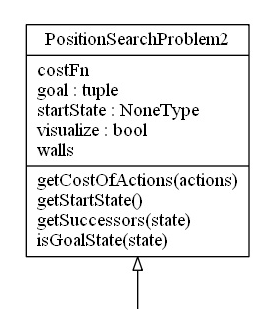 PositionSearchProblem2
costFn
goal : tuple
startState : NoneType
visualize : bool
walls
getCostOfActions(actions)
getStartState()
getSuccessors(state)
isGoalState(state)